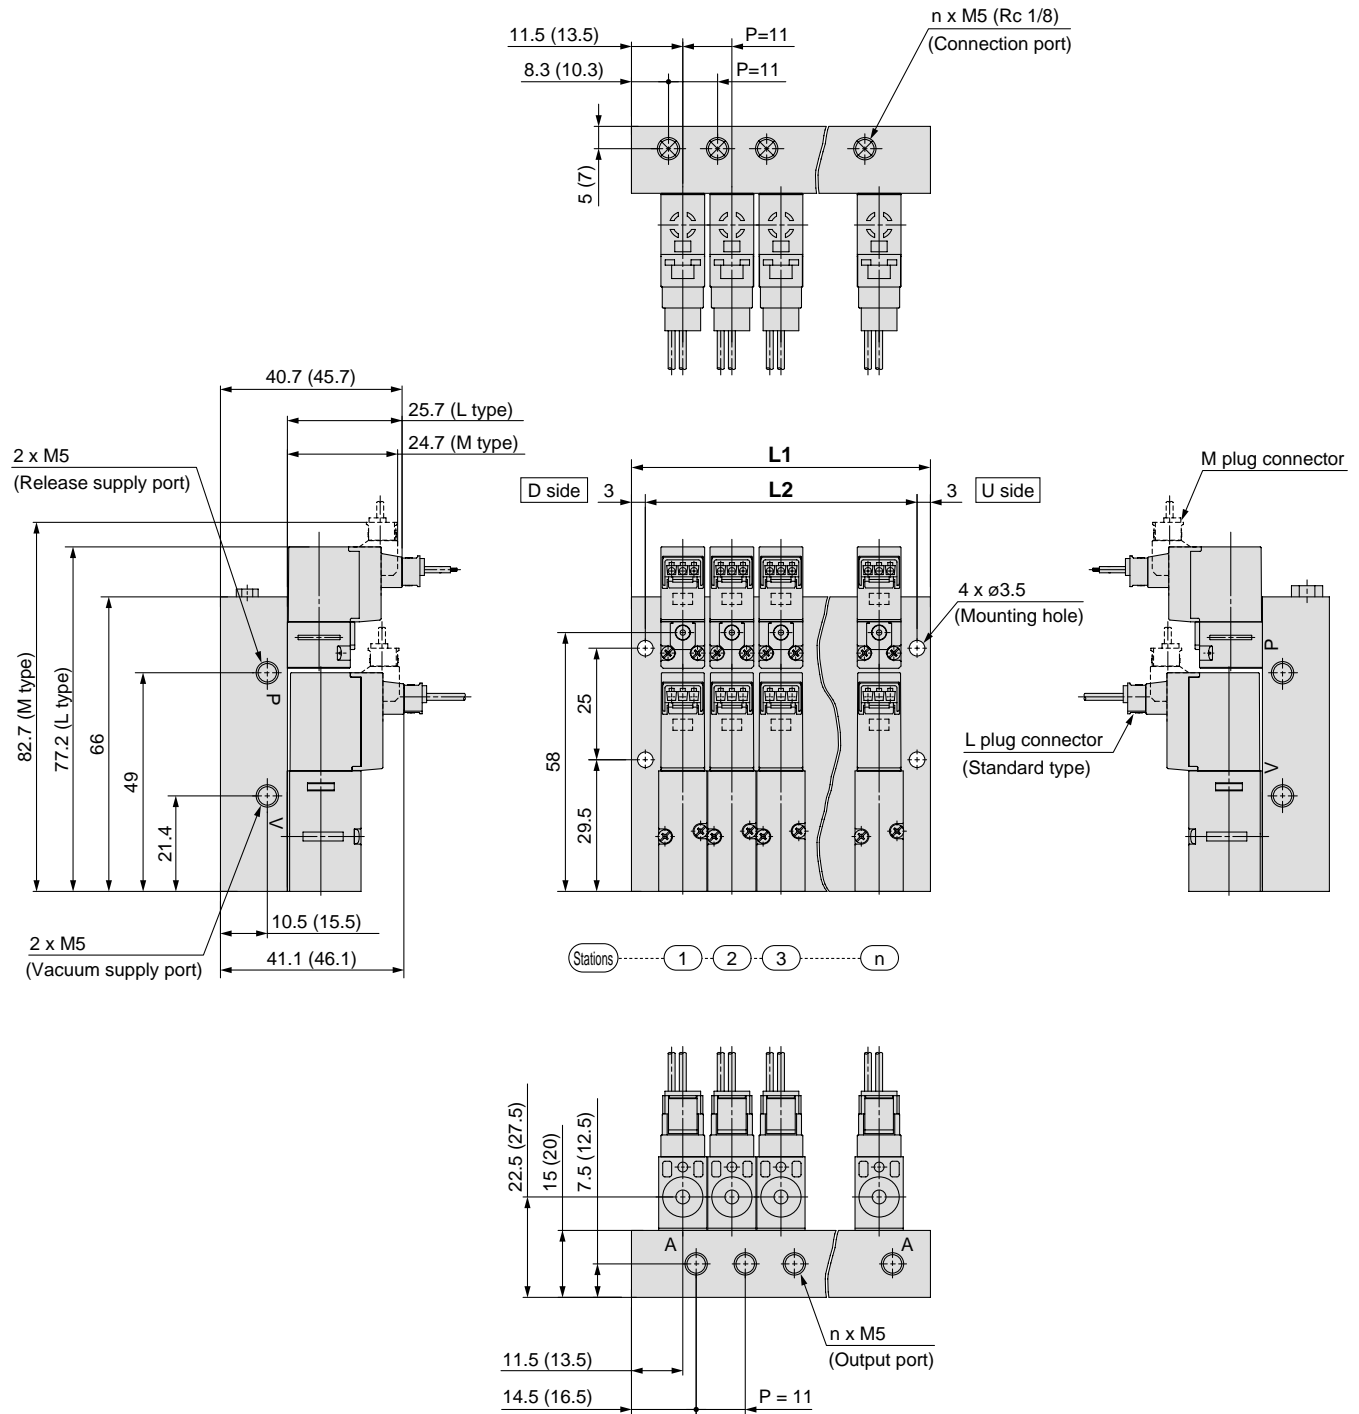 11.5 (13.5)
P=11
n x M5 (Rc 1/8)
(Connection port)
8.3 (10.3)
P=11
5 (7)
40.7 (45.7)
25.7 (L type)
24.7 (M type)
2 x M5
(Release supply port)
82.7 (M type)
77.2 (L type)
66
49
21.4
P
V
10.5 (15.5)
41.1 (46.1)
2 x M5
(Vacuum supply port)
L1
D side
3
L2
3
U side
4 x ø3.5
(Mounting hole)
58
25
29.5
Stations
1
2
3
n
M plug connector
P
L plug connector
(Standard type)
V
22.5 (27.5)
15 (20)
7.5 (12.5)
A
A
n x M5
(Output port)
11.5 (13.5)
14.5 (16.5)
P = 11